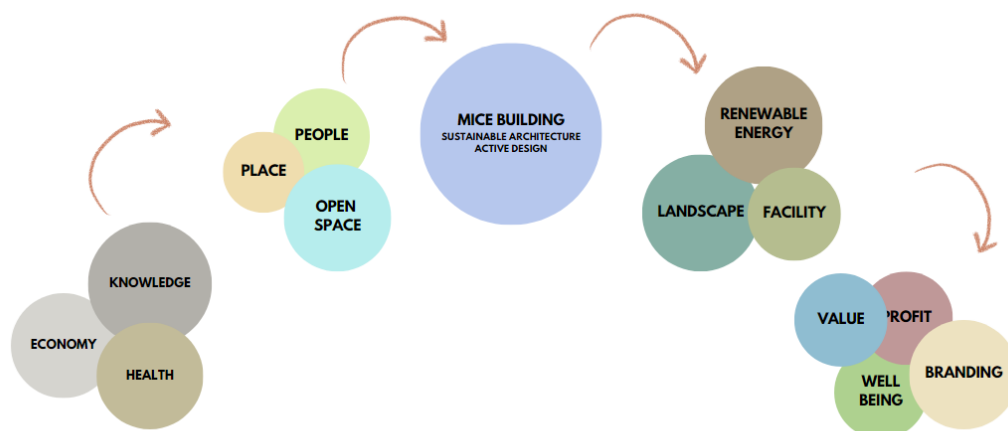 KNOWLEDGE
ECONOMY
HEALTH
PEOPLE
PLACE
OPEN
SPACE
MICE BUILDING
SUSTAINABLE ARCHITECTURE
ACTIVE DESIGN
RENEWABLE
ENERGY
LANDSCAPE
FACILITY
VALUE
PROFIT
WELL
BEING
BRANDING